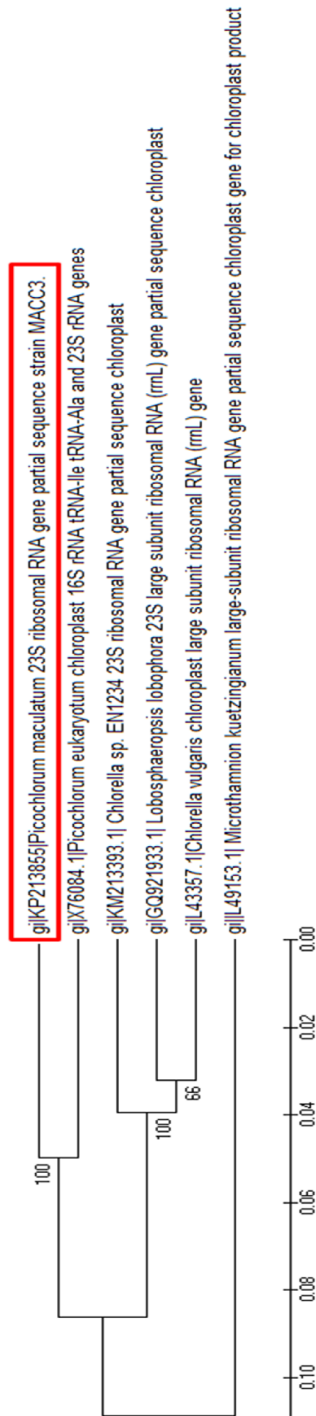 gi|KP213855|Picochlorum maculatum 23S ribosomal RNA gene partial sequence strain MACC3.
gi|X76084.1|Picochlorum eukaryotum chloroplast 16S rRNA tRNA-Ile tRNA-Ala and 23S rRNA genes
gi|KM213393.1| Chlorella sp. EN1234 23S ribosomal RNA gene partial sequence chloroplast
gi|GQ921933.1| Lobosphaeropsis lobophora 23S large subunit ribosomal RNA (rrnL) gene partial sequence chloroplast
gi|L43357.1|Chlorella vulgaris chloroplast large subunit ribosomal RNA (rrnL) gene
gi||L49153.1| Microthamnion kuetzingianum large-subunit ribosomal RNA gene partial sequence chloroplast gene for chloroplast product
100
100
66
0.10
0.08
0.06
0.04
0.02
0.00